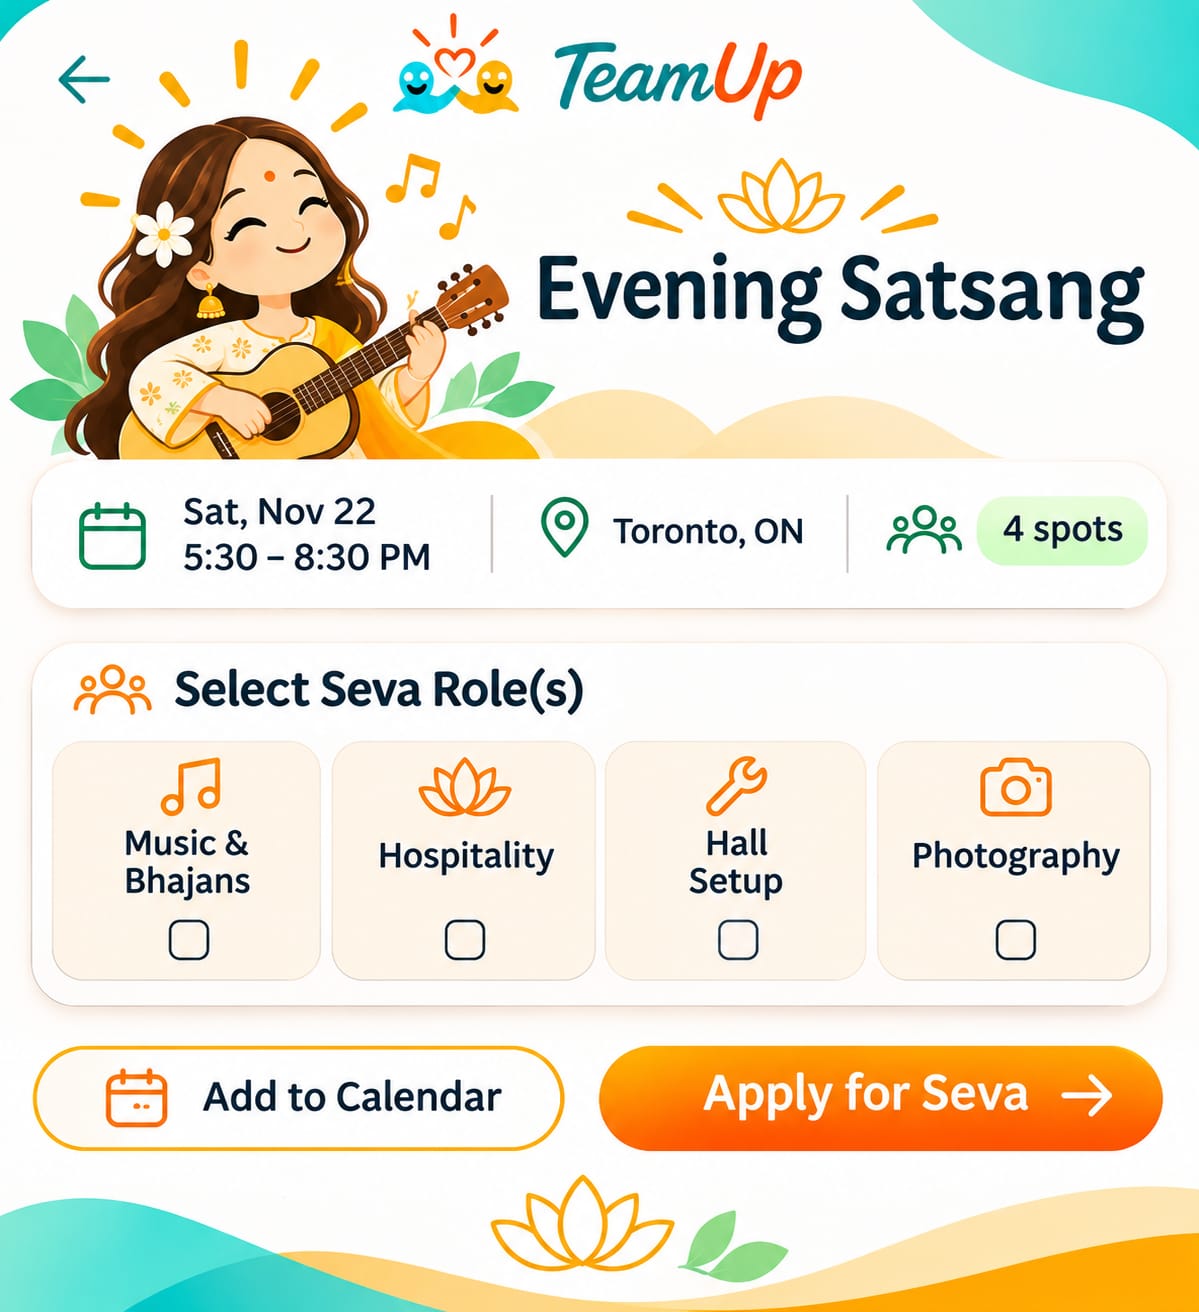 TeamUp
Evening Satsang
Sat, Nov 22
5:30 – 8:30 PM
Toronto, ON
4 spots
Select Seva Role(s)
Music &
Bhajans
Hospitality
Hall
Setup
Photography
Add to Calendar
Apply for Seva